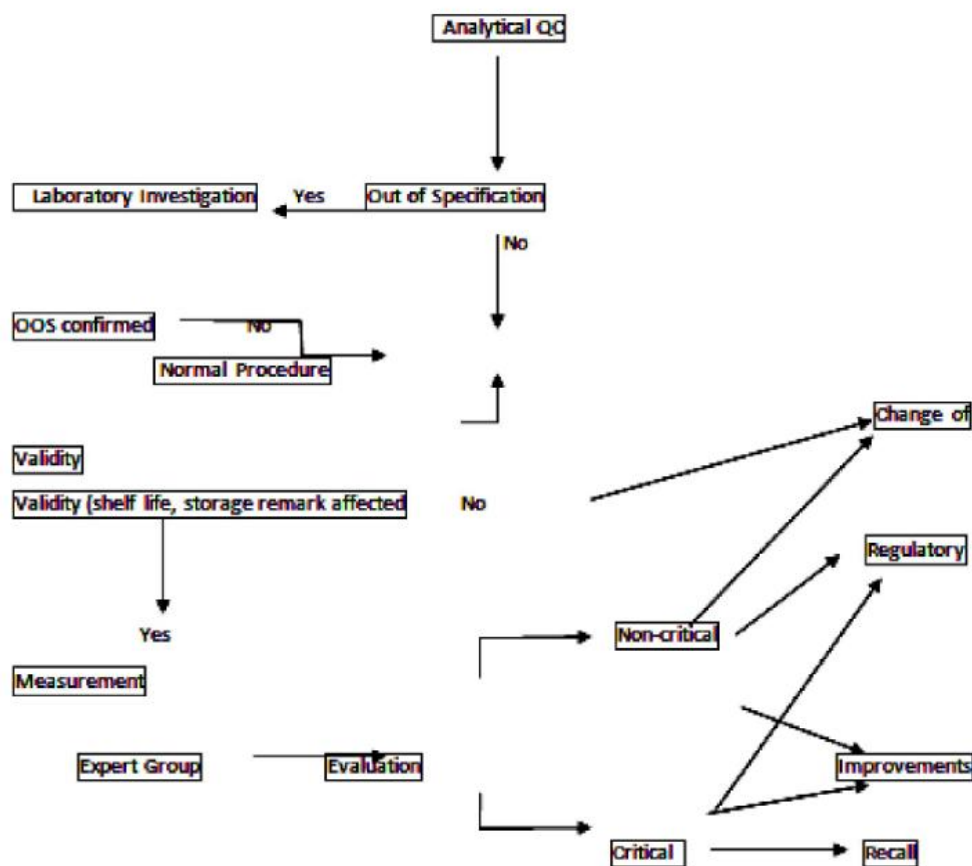 Analytical QC
Laboratory Investigation Yes Out of Specification
No
OOS confirmed No
Normal Procedure
Change of
Validity
Validity (shelf life, storage remark affected No
Regulatory
Yes Non-critical
Measurement
Expert Group Evaluation Improvements
Critical Recall